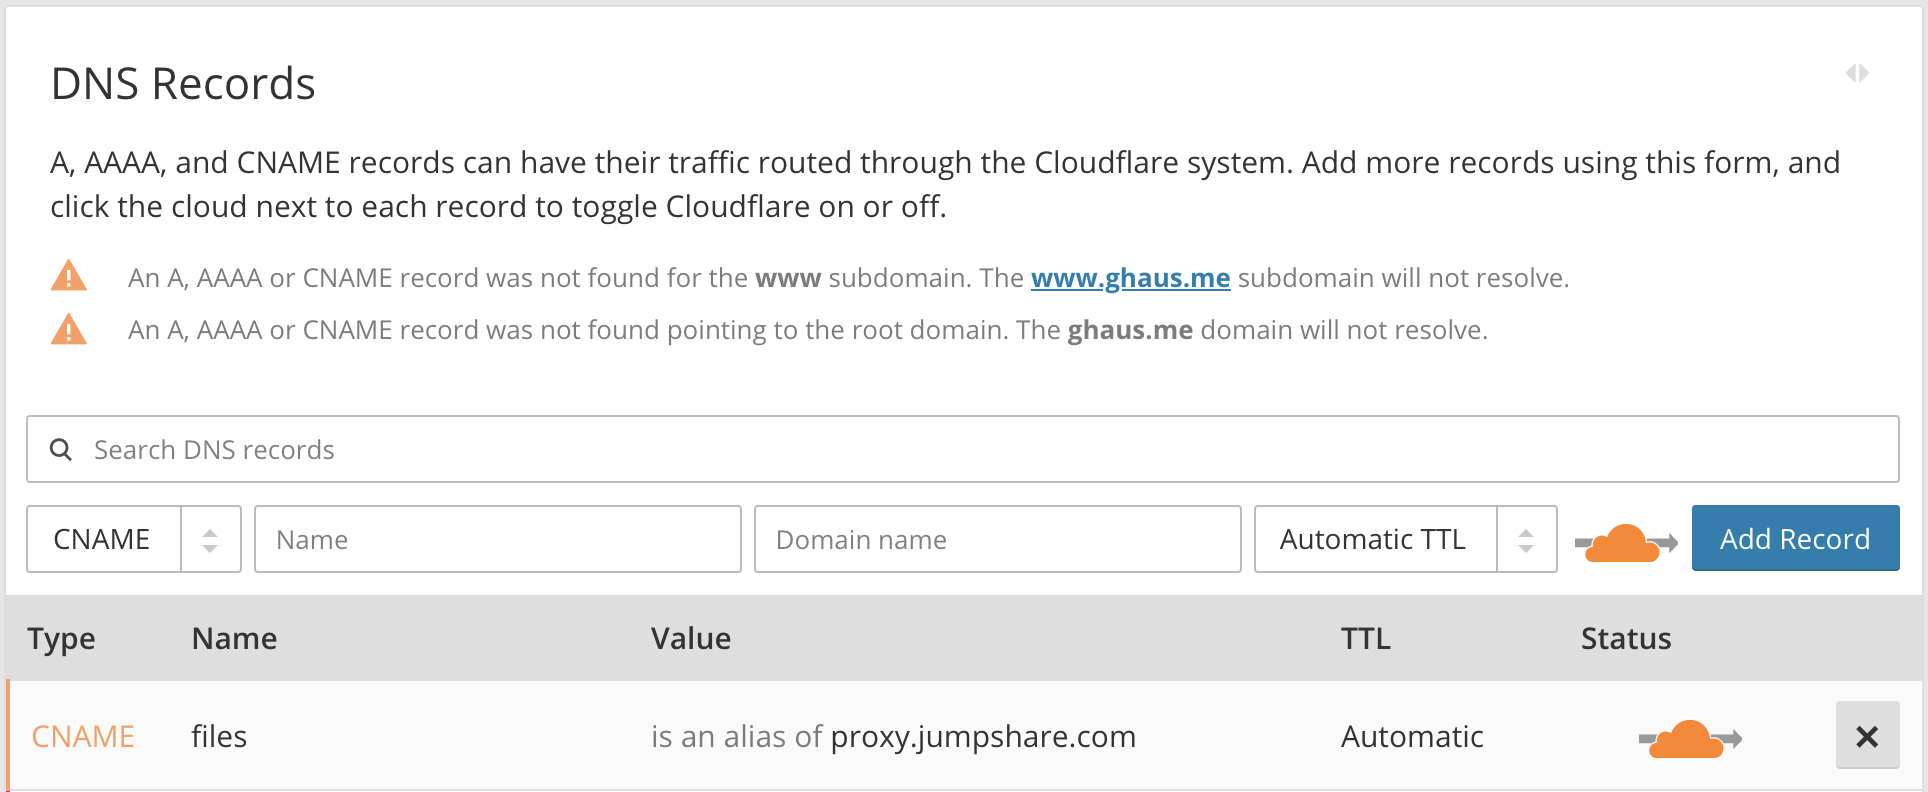 DNS Records
A, AAAA, and CNAME records can have their traffic routed through the Cloudflare system. Add more records using this form, and
click the cloud next to each record to toggle Cloudflare on or off.
An A, AAAA or CNAME record was not found for the www subdomain. The www.ghaus.me subdomain will not resolve.
An A, AAAA or CNAME record was not found pointing to the root domain. The ghaus.me domain will not resolve.
Search DNS records
CNAME Name Domain name Automatic TTL Add Record
Type Name Value TTL Status
CNAME files is an alias of proxy.jumpshare.com Automatic